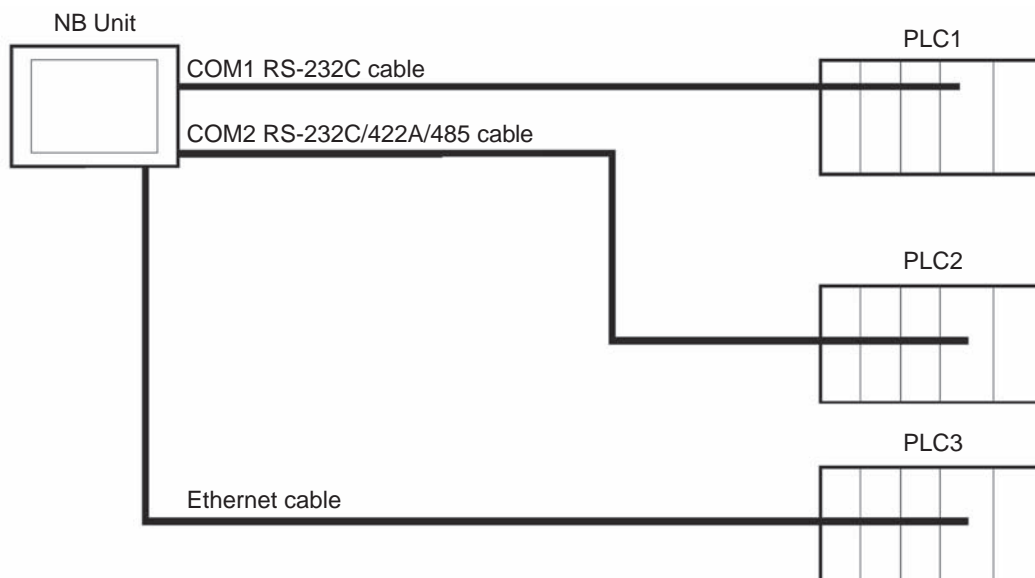 NB Unit
PLC1
COM1 RS-232C cable
COM2 RS-232C/422A/485 cable
PLC2
PLC3
Ethernet cable